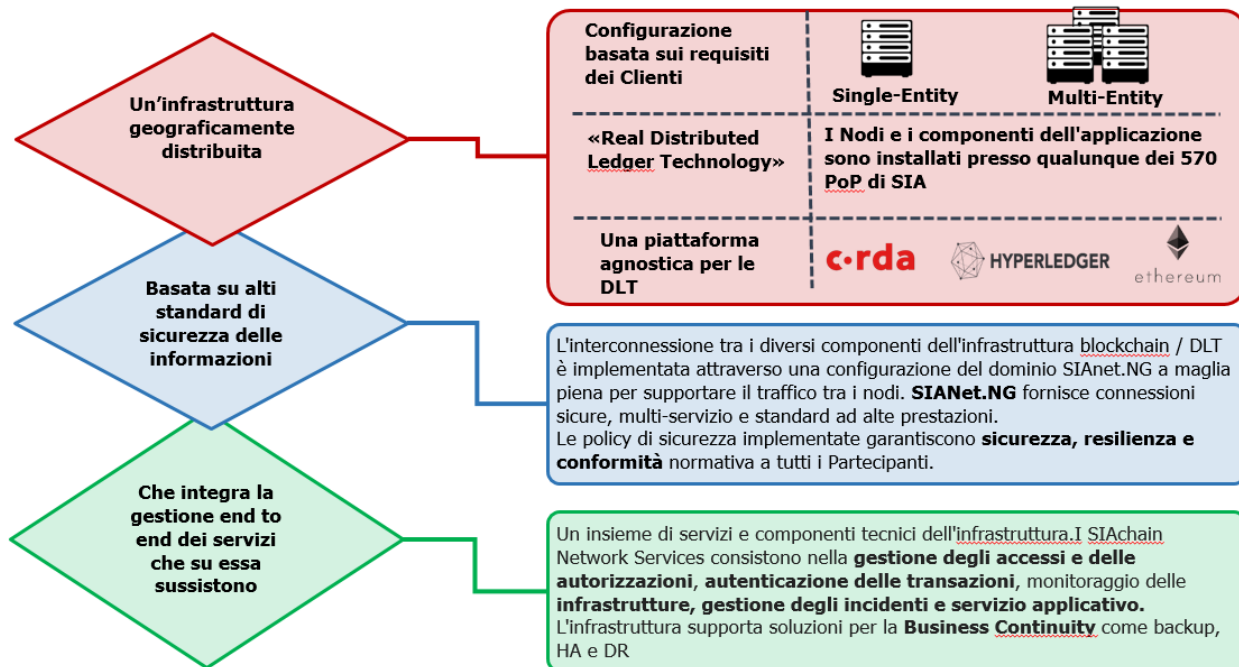 Un'infrastruttura
geograficamente
distribuita
Configurazione
basata sui requisiti
dei Clienti
Single-Entity
Multi-Entity
«Real Distributed
Ledger Technology»
I Nodi e i componenti dell'applicazione
sono installati presso qualunque dei 570
PoP di SIA
Una piattaforma
agnostica per le
DLT
c·rda
HYPERLEDGER
ethereum
Basata su alti
standard di
sicurezza delle
informazioni
L'interconnessione tra i diversi componenti dell'infrastruttura blockchain / DLT
è implementata attraverso una configurazione del dominio SIAnet.NG a maglia
piena per supportare il traffico tra i nodi. SIANet.NG fornisce connessioni
sicure, multi-servizio e standard ad alte prestazioni.
Le policy di sicurezza implementate garantiscono sicurezza, resilienza e
conformità normativa a tutti i Partecipanti.
Che integra la
gestione end to
end dei servizi
che su essa
sussistono
Un insieme di servizi e componenti tecnici dell'infrastruttura.I SIAchain
Network Services consistono nella gestione degli accessi e delle
autorizzazioni, autenticazione delle transazioni, monitoraggio delle
infrastrutture, gestione degli incidenti e servizio applicativo.
L'infrastruttura supporta soluzioni per la Business Continuity come backup,
HA e DR